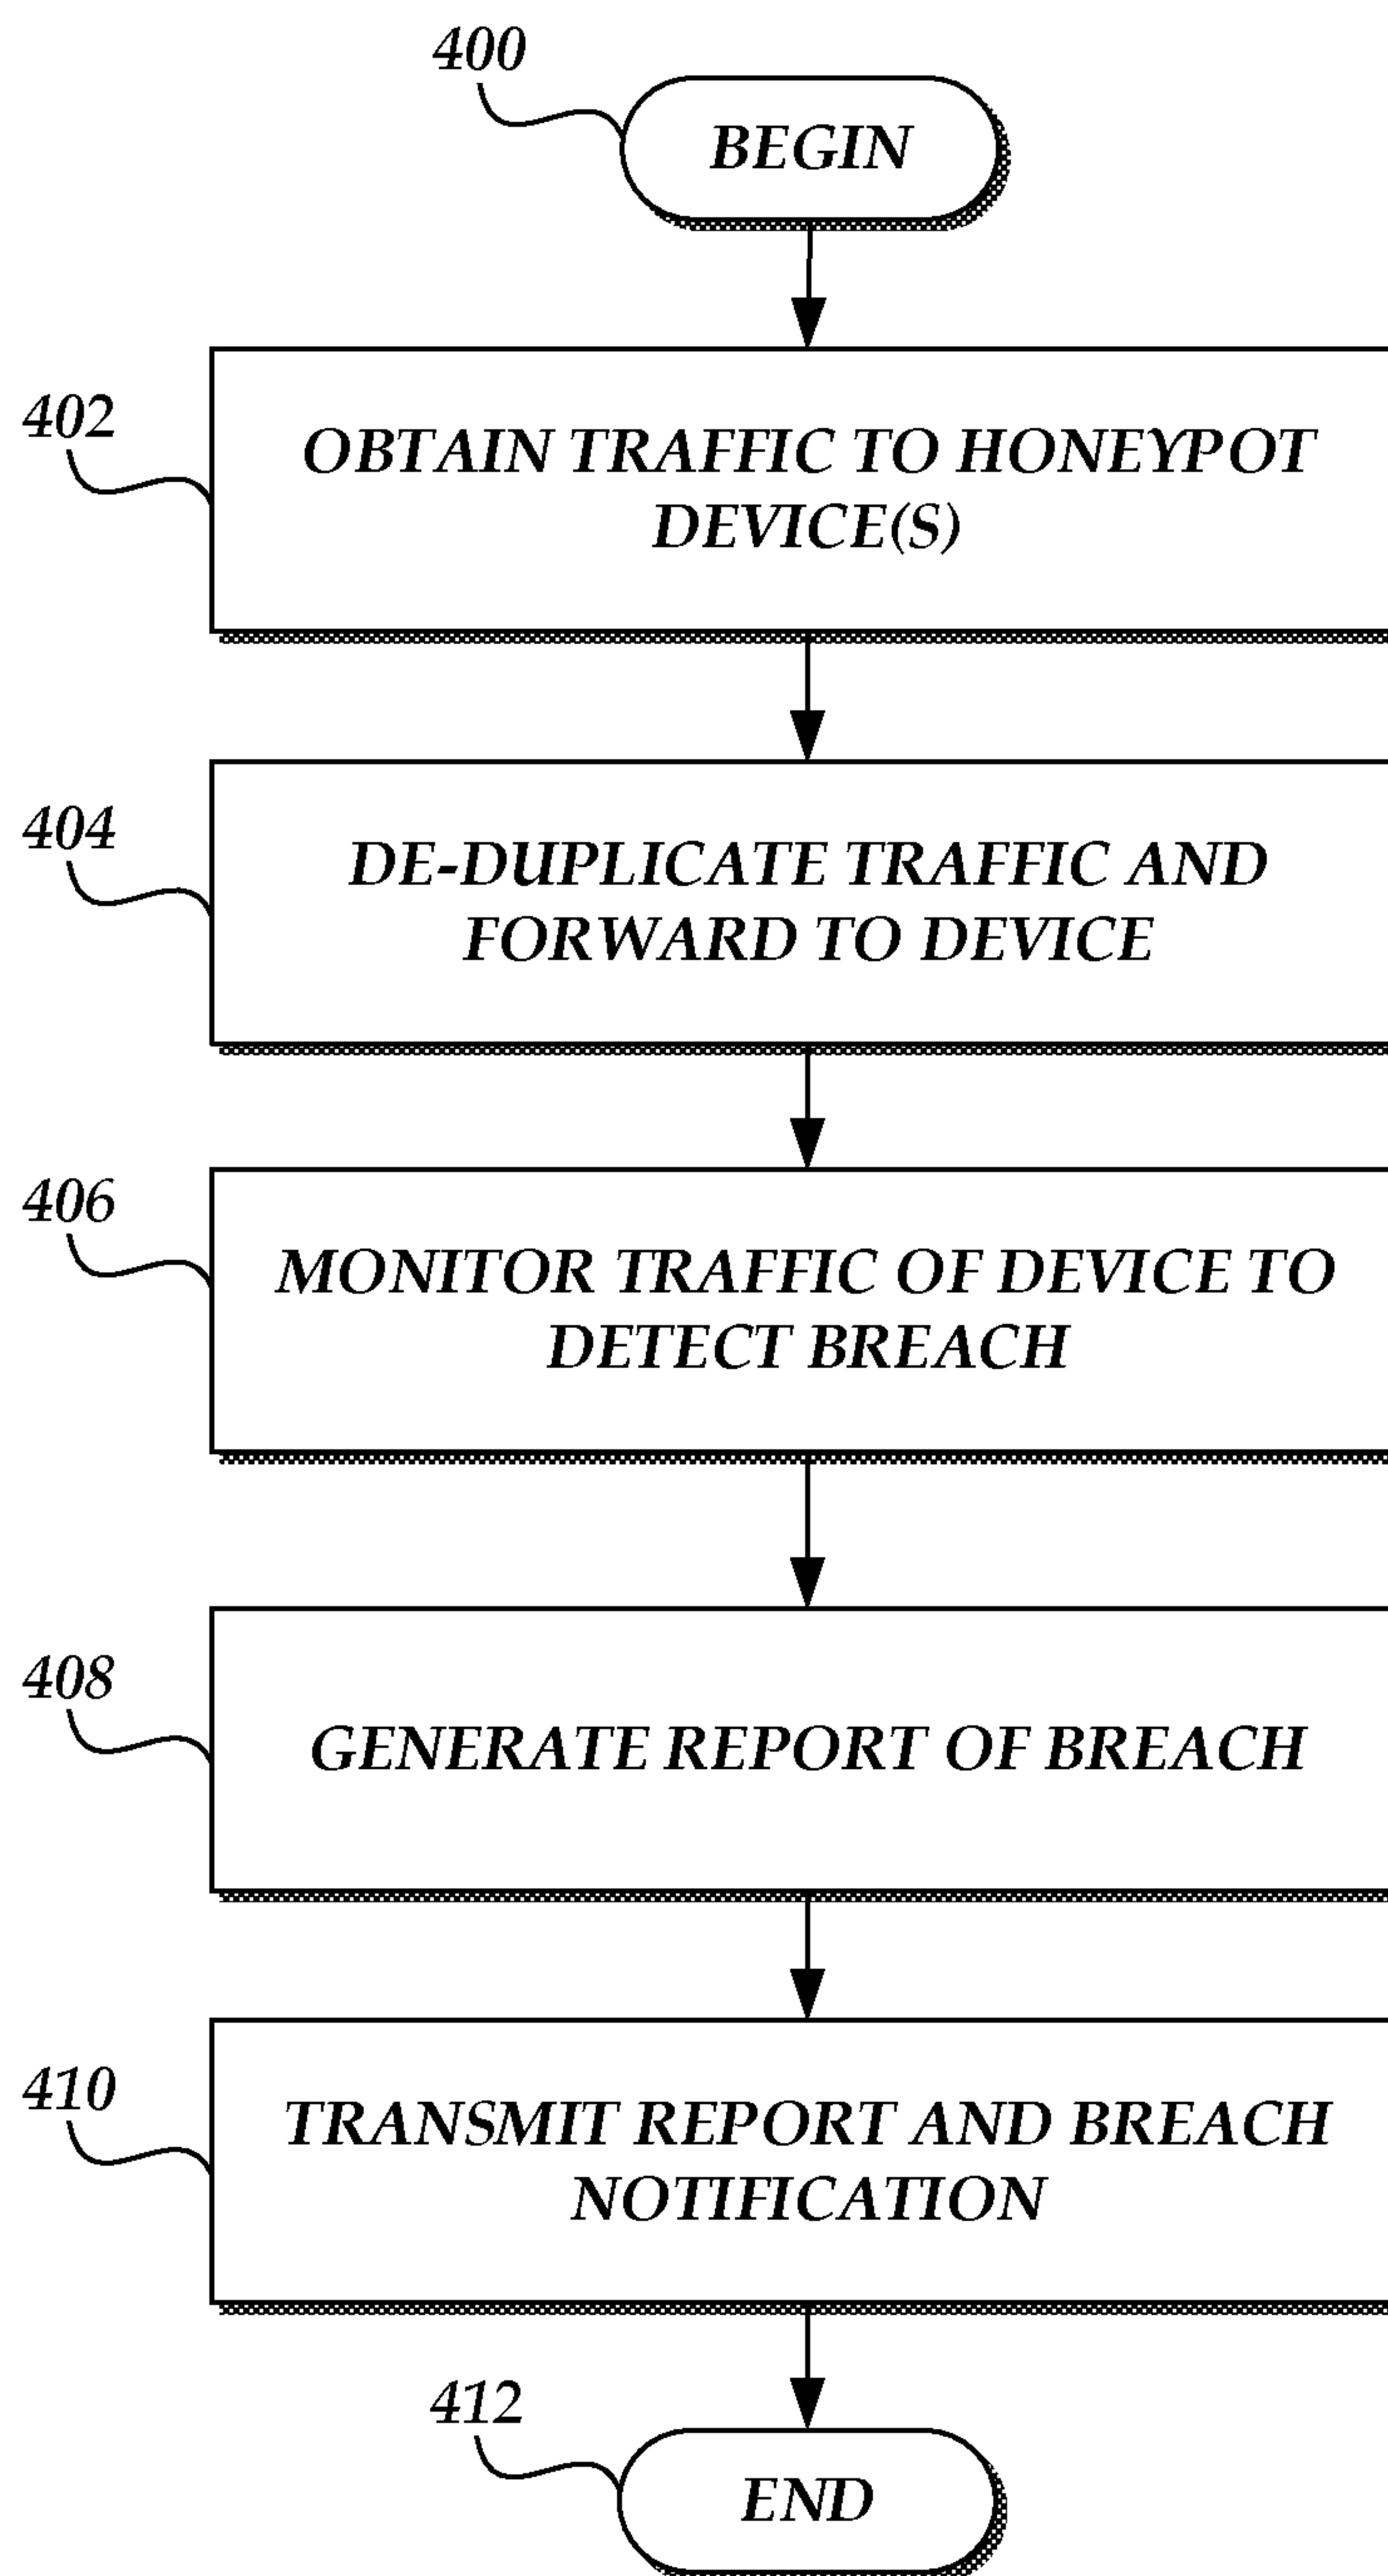 400
BEGIN
402
OBTAIN TRAFFIC TO HONEYPOT
DEVICE(S)
404
DE-DUPLICATE TRAFFIC AND
FORWARD TO DEVICE
406
MONITOR TRAFFIC OF DEVICE TO
DETECT BREACH
408
GENERATE REPORT OF BREACH
410
TRANSMIT REPORT AND BREACH
NOTIFICATION
412
END